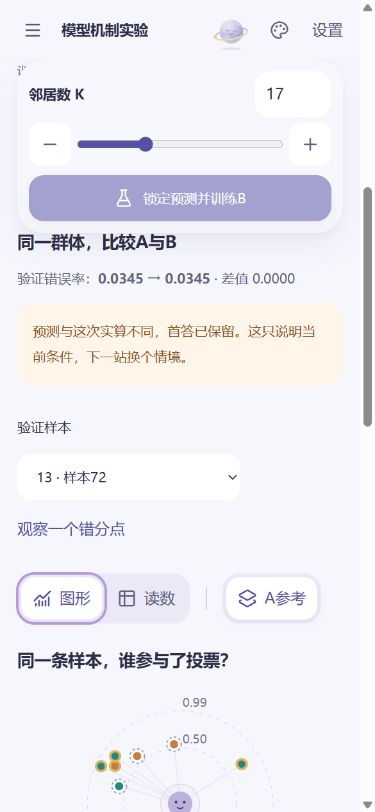 模型机制实验
设置
邻居数 K
17
锁定预测并训练B
同一群体，比较A与B
验证错误率：0.0345 → 0.0345 · 差值 0.0000
预测与这次实算不同，首答已保留。这只说明当
前条件，下一站换个情境。
验证样本
13 · 样本72
观察一个错分点
图形
读数
A参考
同一条样本，谁参与了投票？
0.99
0.50